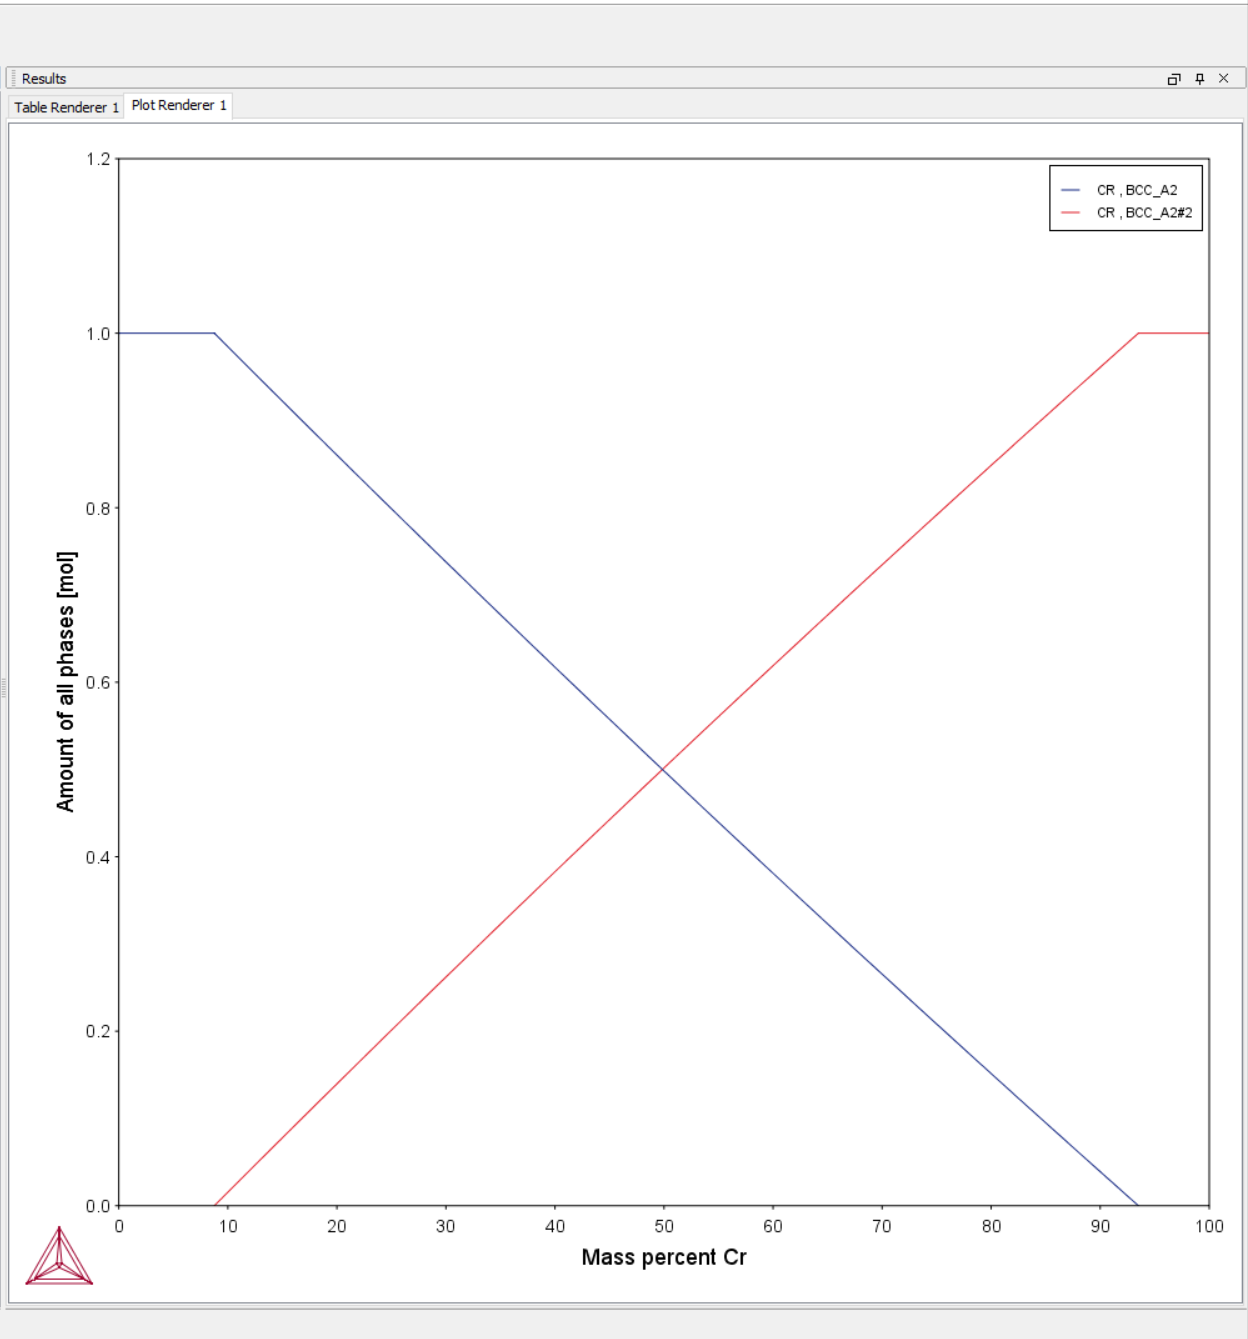 Results
Table Renderer 1 Plot Renderer 1
CR , BCC_A2
CR , BCC_A2#2
1.2
1.0
0.8
0.6
0.4
0.2
0.0
Amount of all phases [mol]
0 10 20 30 40 50 60 70 80 90 100
Mass percent Cr